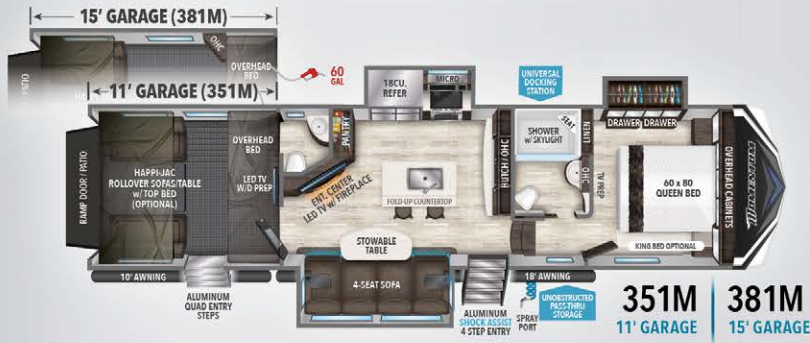 15' GARAGE (381M)
OHC
OVERHEAD
BED
60
GAL
PATIO
11' GARAGE (351M)
RAMP DOOR / PATIO
HAPPI-JAC
ROLLOVER SOFAS/TABLE
w/ TOP BED
(OPTIONAL)
OVERHEAD
BED
LED TV
W/D PREP
PANTRY
ENT. CENTER
LED TV w/ FIREPLACE
18CU.
REFER
MICRO
FOLD-UP COUNTERTOP
HUTCH / OHC
UNIVERSAL
DOCKING
STATION
SHOWER
w/ SKYLIGHT
SEAT
LINEN
OHC
TV PREP
DRAWER
DRAWER
60 x 80
QUEEN BED
KING BED OPTIONAL
OVERHEAD CABINETS
MOMENTUM
STOWABLE
TABLE
4-SEAT SOFA
10' AWNING
ALUMINUM
QUAD ENTRY
STEPS
ALUMINUM
SHOCK ASSIST
4 STEP ENTRY
18' AWNING
SPRAY
PORT
UNOBSTRUCTED
PASS-THRU
STORAGE
351M
11' GARAGE
381M
15' GARAGE